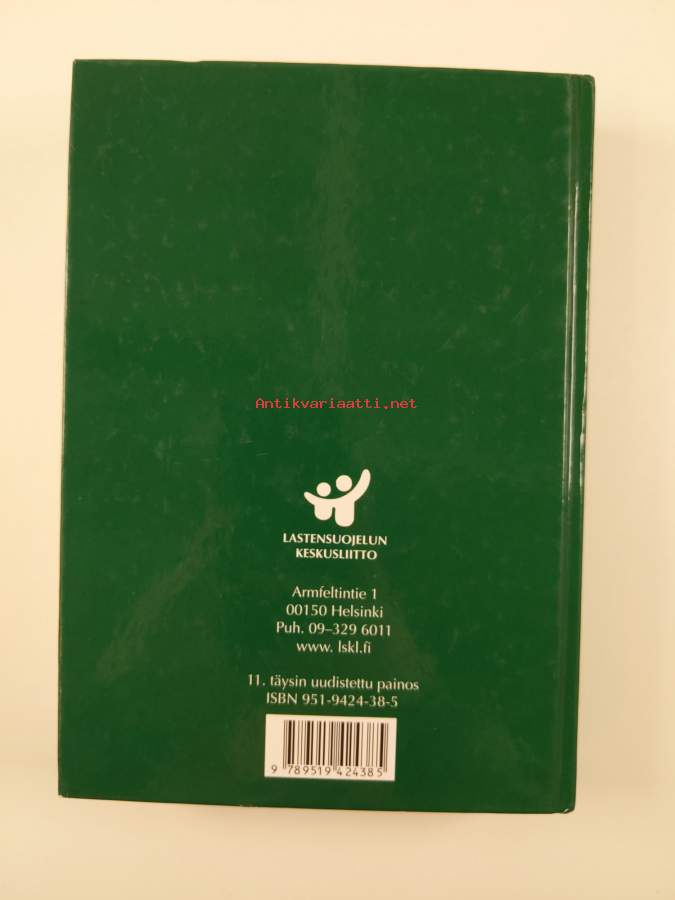 Antikvariaatti.net
LASTENSUOJELUN
KESKUSLIITTO
Armfeltintie 1
00150 Helsinki
Puh. 09–329 6011
www. lskl.fi
11. täysin uudistettu painos
ISBN 951-9424-38-5
9 789519 424385